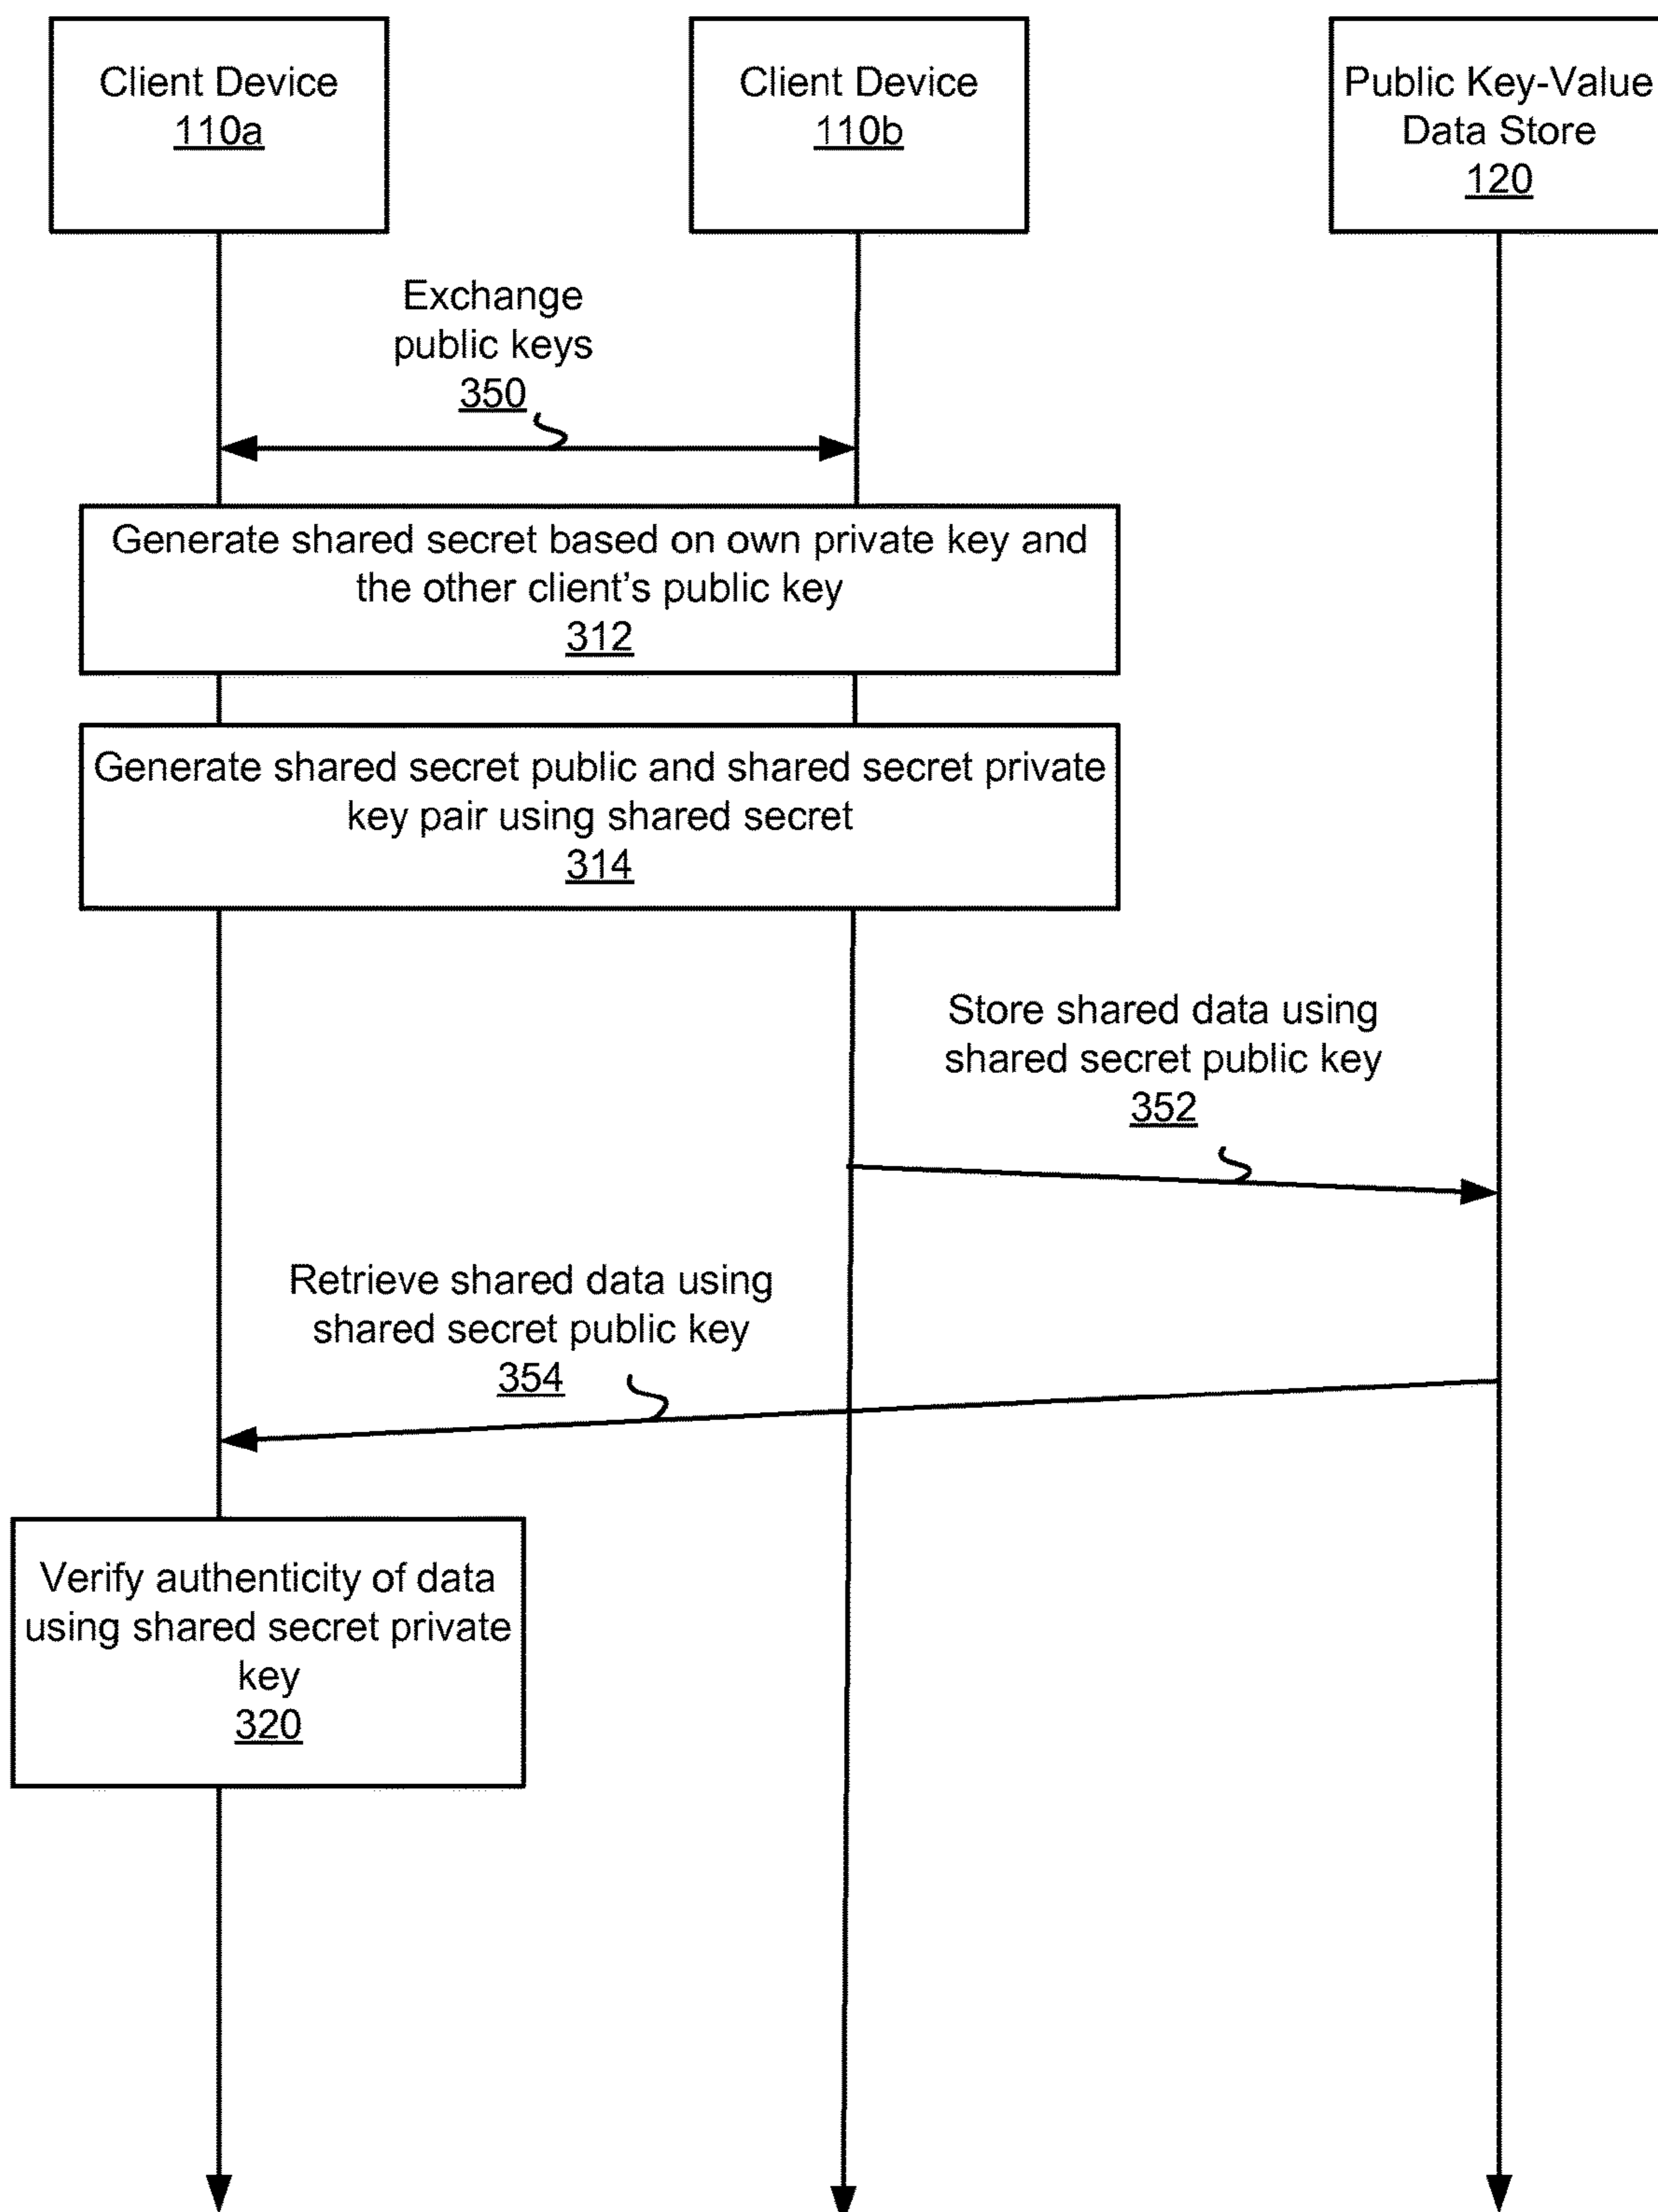 Client Device
110a
Client Device
110b
Public Key-Value
Data Store
120
Exchange
public keys
350
Generate shared secret based on own private key and
the other client's public key
312
Generate shared secret public and shared secret private
key pair using shared secret
314
Store shared data using
shared secret public key
352
Retrieve shared data using
shared secret public key
354
Verify authenticity of data
using shared secret private
key
320